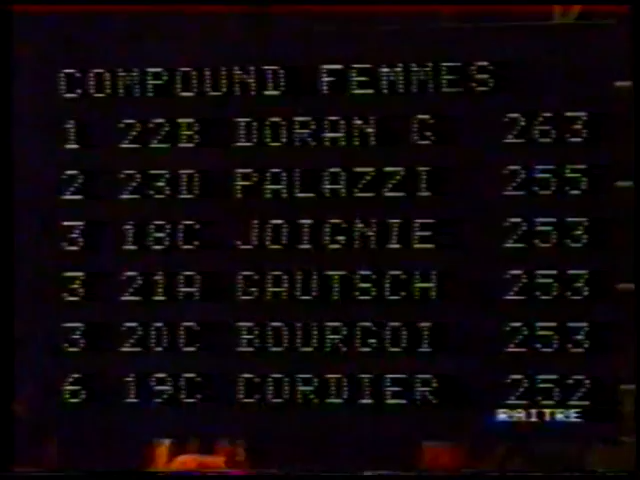 COMPOUND FEMMES
1 22B DORAN G 263
2 23D PALAZZI 255
3 18C JOIGNIE 253
3 21A GAUTSCH 253
3 20C BOURGOI 253
6 19C CORDIER 252
RAITRE